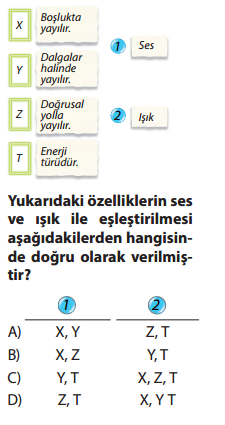 X Boşlukta
yayılır.
1 Ses
Y Dalgalar
halinde
yayılır.
Z Doğrusal
yolla
yayılır.
2 Işık
T Enerji
türüdür.
Yukarıdaki özelliklerin ses
ve ışık ile eşleştirilmesi
aşağıdakilerden hangisin-
de doğru olarak verilmiş-
tir?
1 2
A) X, Y Z, T
B) X, Z Y, T
C) Y, T X, Z, T
D) Z, T X, Y T